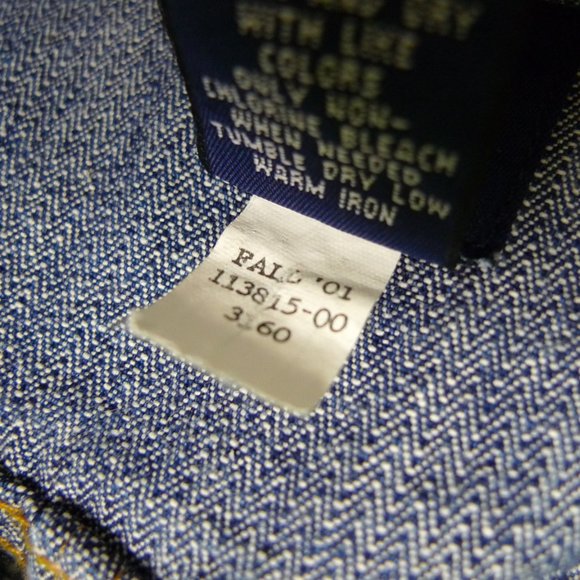 DRY
WITH LIKE
COLORS
ONLY NON-
CHLORINE BLEACH
WHEN NEEDED
TUMBLE DRY LOW
WARM IRON
FALL '01
113815-00
3160